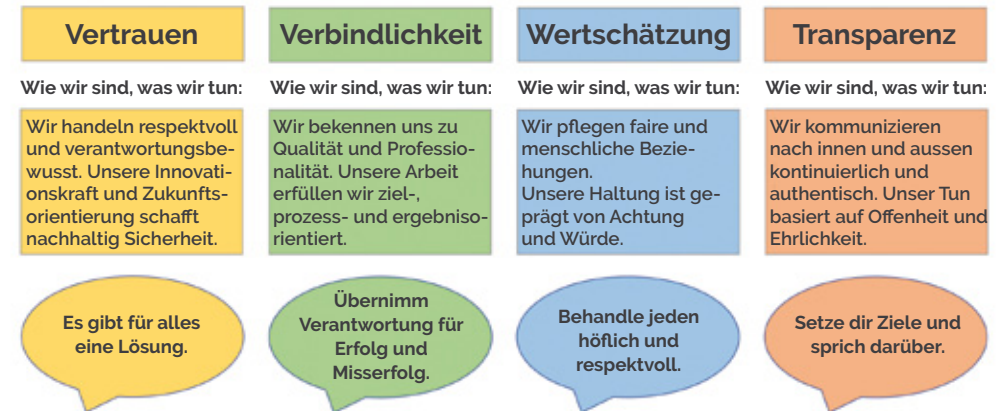 Vertrauen
Wie wir sind, was wir tun:
Wir handeln respektvoll
und verantwortungsbe-
wusst. Unsere Innovati-
onskraft und Zukunfts-
orientierung schafft
nachhaltig Sicherheit.
Es gibt für alles
eine Lösung.
Verbindlichkeit
Wie wir sind, was wir tun:
Wir bekennen uns zu
Qualität und Professio-
nalität. Unsere Arbeit
erfüllen wir ziel-,
prozess- und ergebniso-
rientiert.
Übernimm
Verantwortung für
Erfolg und
Misserfolg.
Wertschätzung
Wie wir sind, was wir tun:
Wir pflegen faire und
menschliche Bezie-
hungen.
Unsere Haltung ist ge-
prägt von Achtung
und Würde.
Behandle jeden
höflich und
respektvoll.
Transparenz
Wie wir sind, was wir tun:
Wir kommunizieren
nach innen und aussen
kontinuierlich und
authentisch. Unser Tun
basiert auf Offenheit und
Ehrlichkeit.
Setze dir Ziele und
sprich darüber.